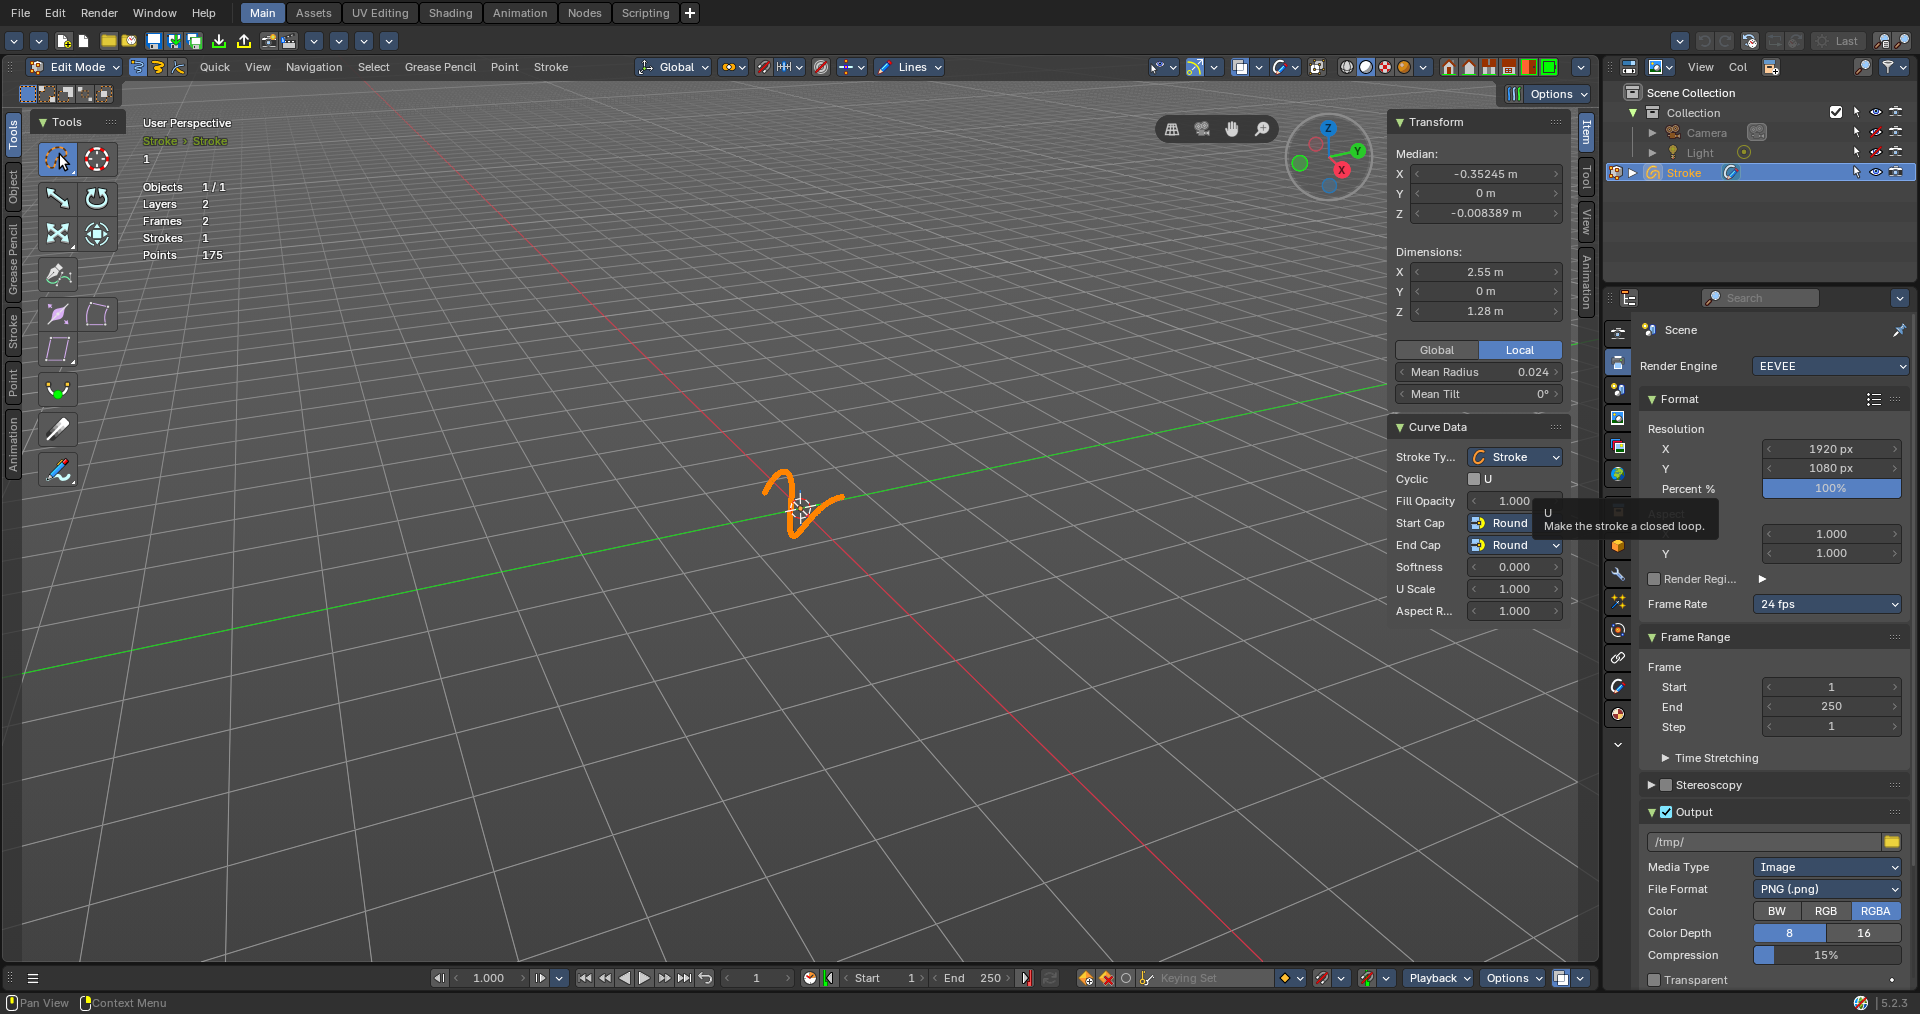 File Edit Render Window Help Main Assets UV Editing Shading Animation Nodes Scripting
Last
Edit Mode Quick View Navigation Select Grease Pencil Point Stroke Global Lines
View Col
Options
Tools
Object
Grease Pencil
Stroke
Point
Animation
Tools
User Perspective
Stroke > Stroke
1
Objects 1 / 1
Layers 2
Frames 2
Strokes 1
Points 175
Z
Y
X
Transform
Median:
X -0.35245 m
Y 0 m
Z -0.008389 m
Dimensions:
X 2.55 m
Y 0 m
Z 1.28 m
Global Local
Mean Radius 0.024
Mean Tilt 0°
Curve Data
Stroke Ty... Stroke
Cyclic U
Fill Opacity 1.000
Start Cap Round
End Cap Round
Softness 0.000
U Scale 1.000
Aspect R... 1.000
U
Make the stroke a closed loop.
Item
Tool
View
Animation
Scene Collection
Collection
Camera
Light
Stroke
Search
Scene
Render Engine EEVEE
Format
Resolution
X 1920 px
Y 1080 px
Percent % 100%
1.000
Y 1.000
Render Regi...
Frame Rate 24 fps
Frame Range
Frame
Start 1
End 250
Step 1
Time Stretching
Stereoscopy
Output
/tmp/
Media Type Image
File Format PNG (.png)
Color BW RGB RGBA
Color Depth 8 16
Compression 15%
Transparent
1.000 1 Start 1 End 250 Keying Set Playback Options
Pan View Context Menu 5.2.3